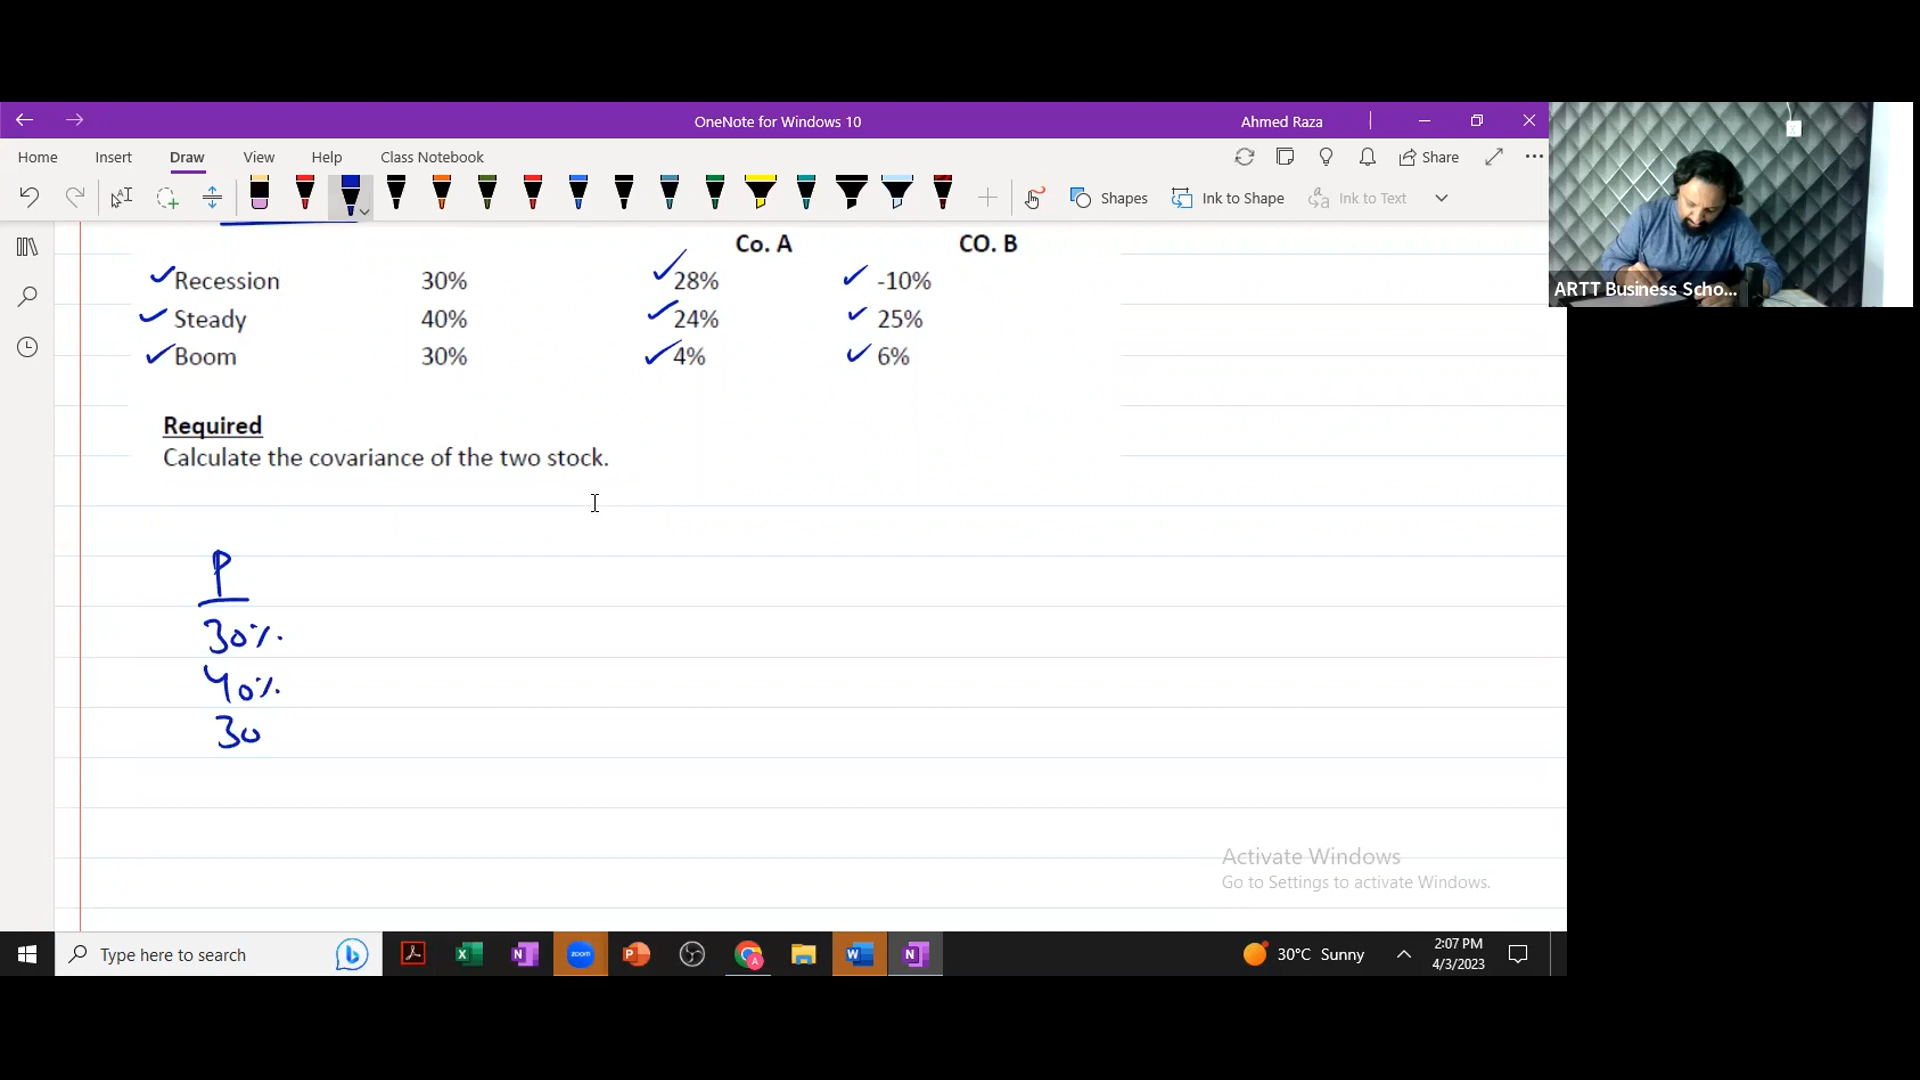 OneNote for Windows 10
Ahmed Raza
Home Insert Draw View Help Class Notebook
Share
Shapes Ink to Shape Ink to Text
Co. A CO. B
Recession 30% 28% -10%
Steady 40% 24% 25%
Boom 30% 4% 6%
Required
Calculate the covariance of the two stock.
P
30%
40%
30
ARTT Business Scho...
Activate Windows
Go to Settings to activate Windows.
Type here to search
zoom
30°C Sunny
2:07 PM
4/3/2023